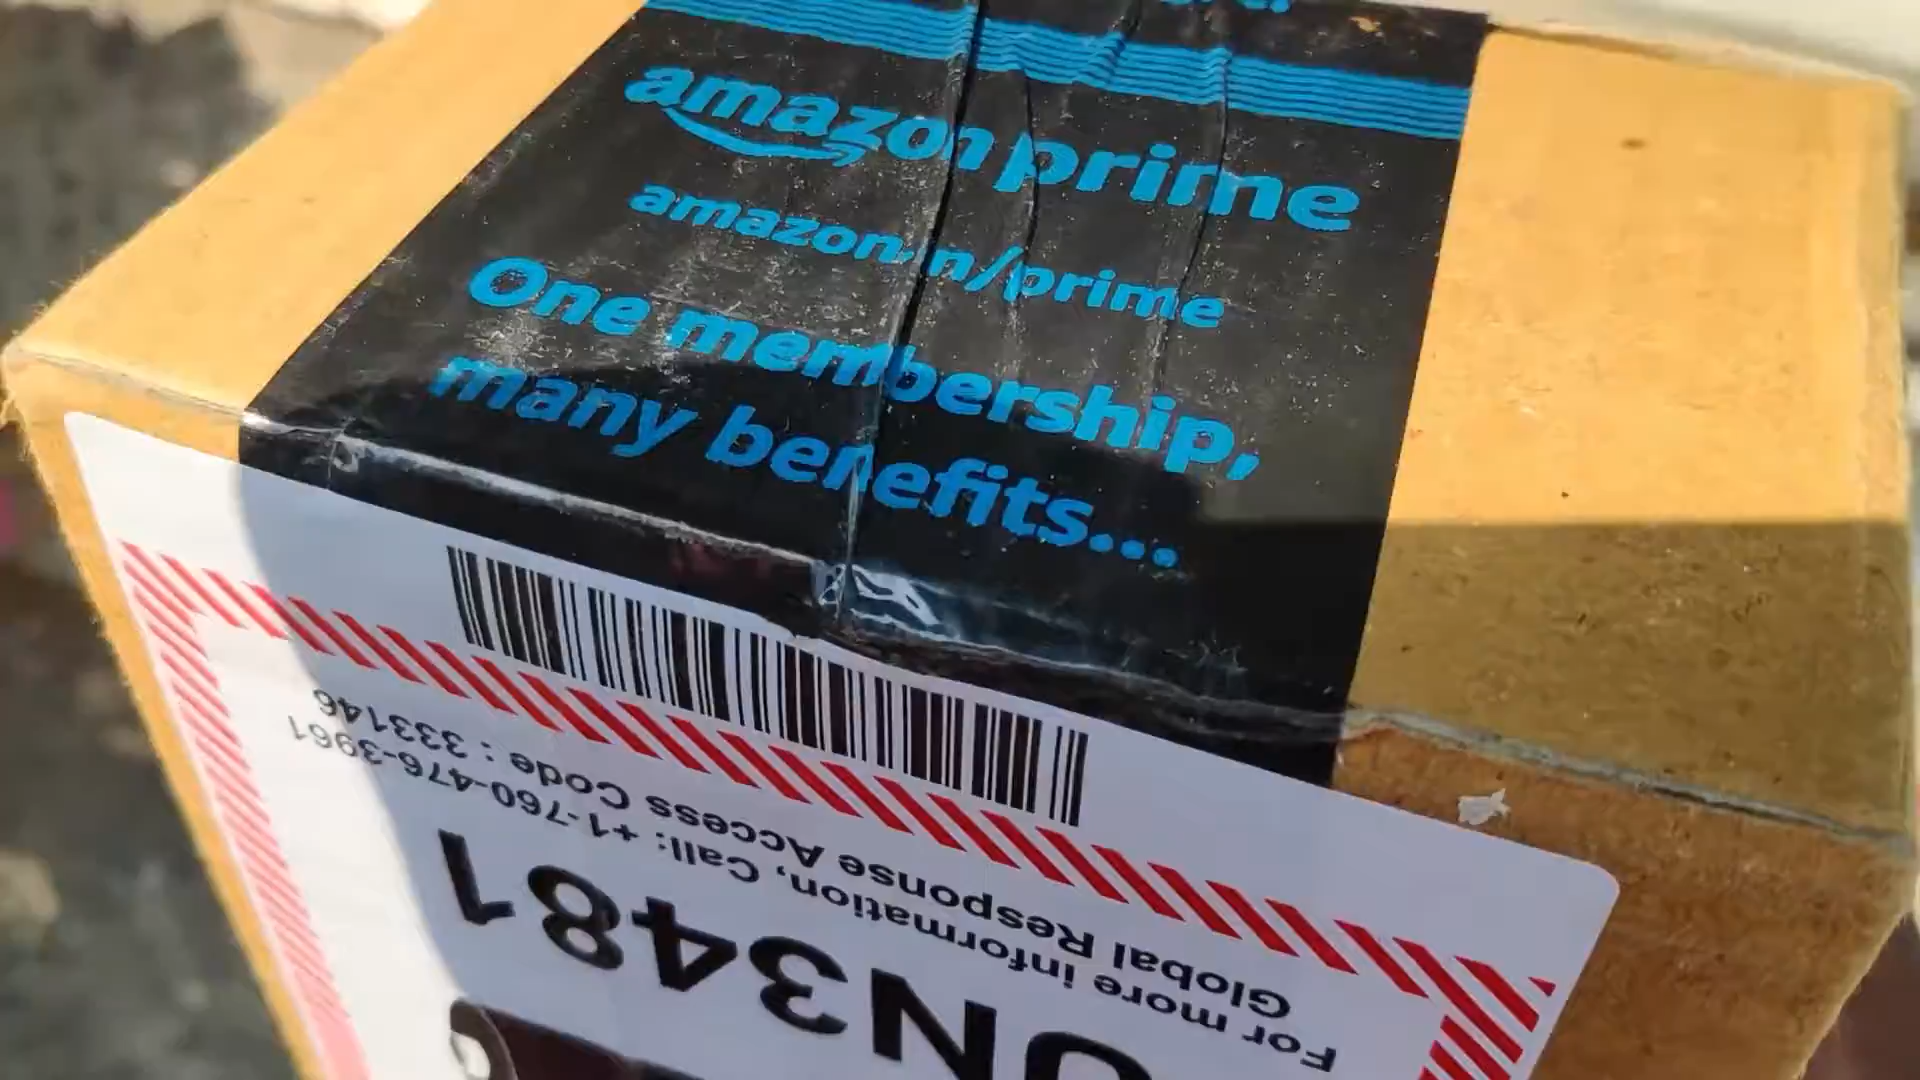 amazon prime
amazon.in/prime
One membership,
many benefits...
UN3481
For more information, Call: +1-760-476-3961
Global Response Access Code : 333146